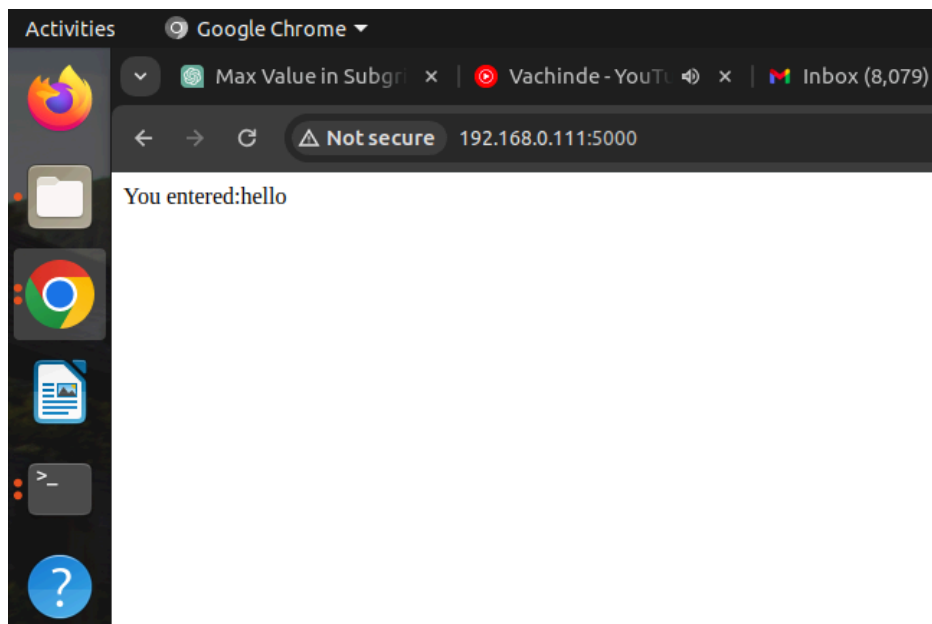 Activities Google Chrome
Max Value in Subgri Vachinde - YouTu Inbox (8,079)
Not secure 192.168.0.111:5000
You entered:hello
>_
?